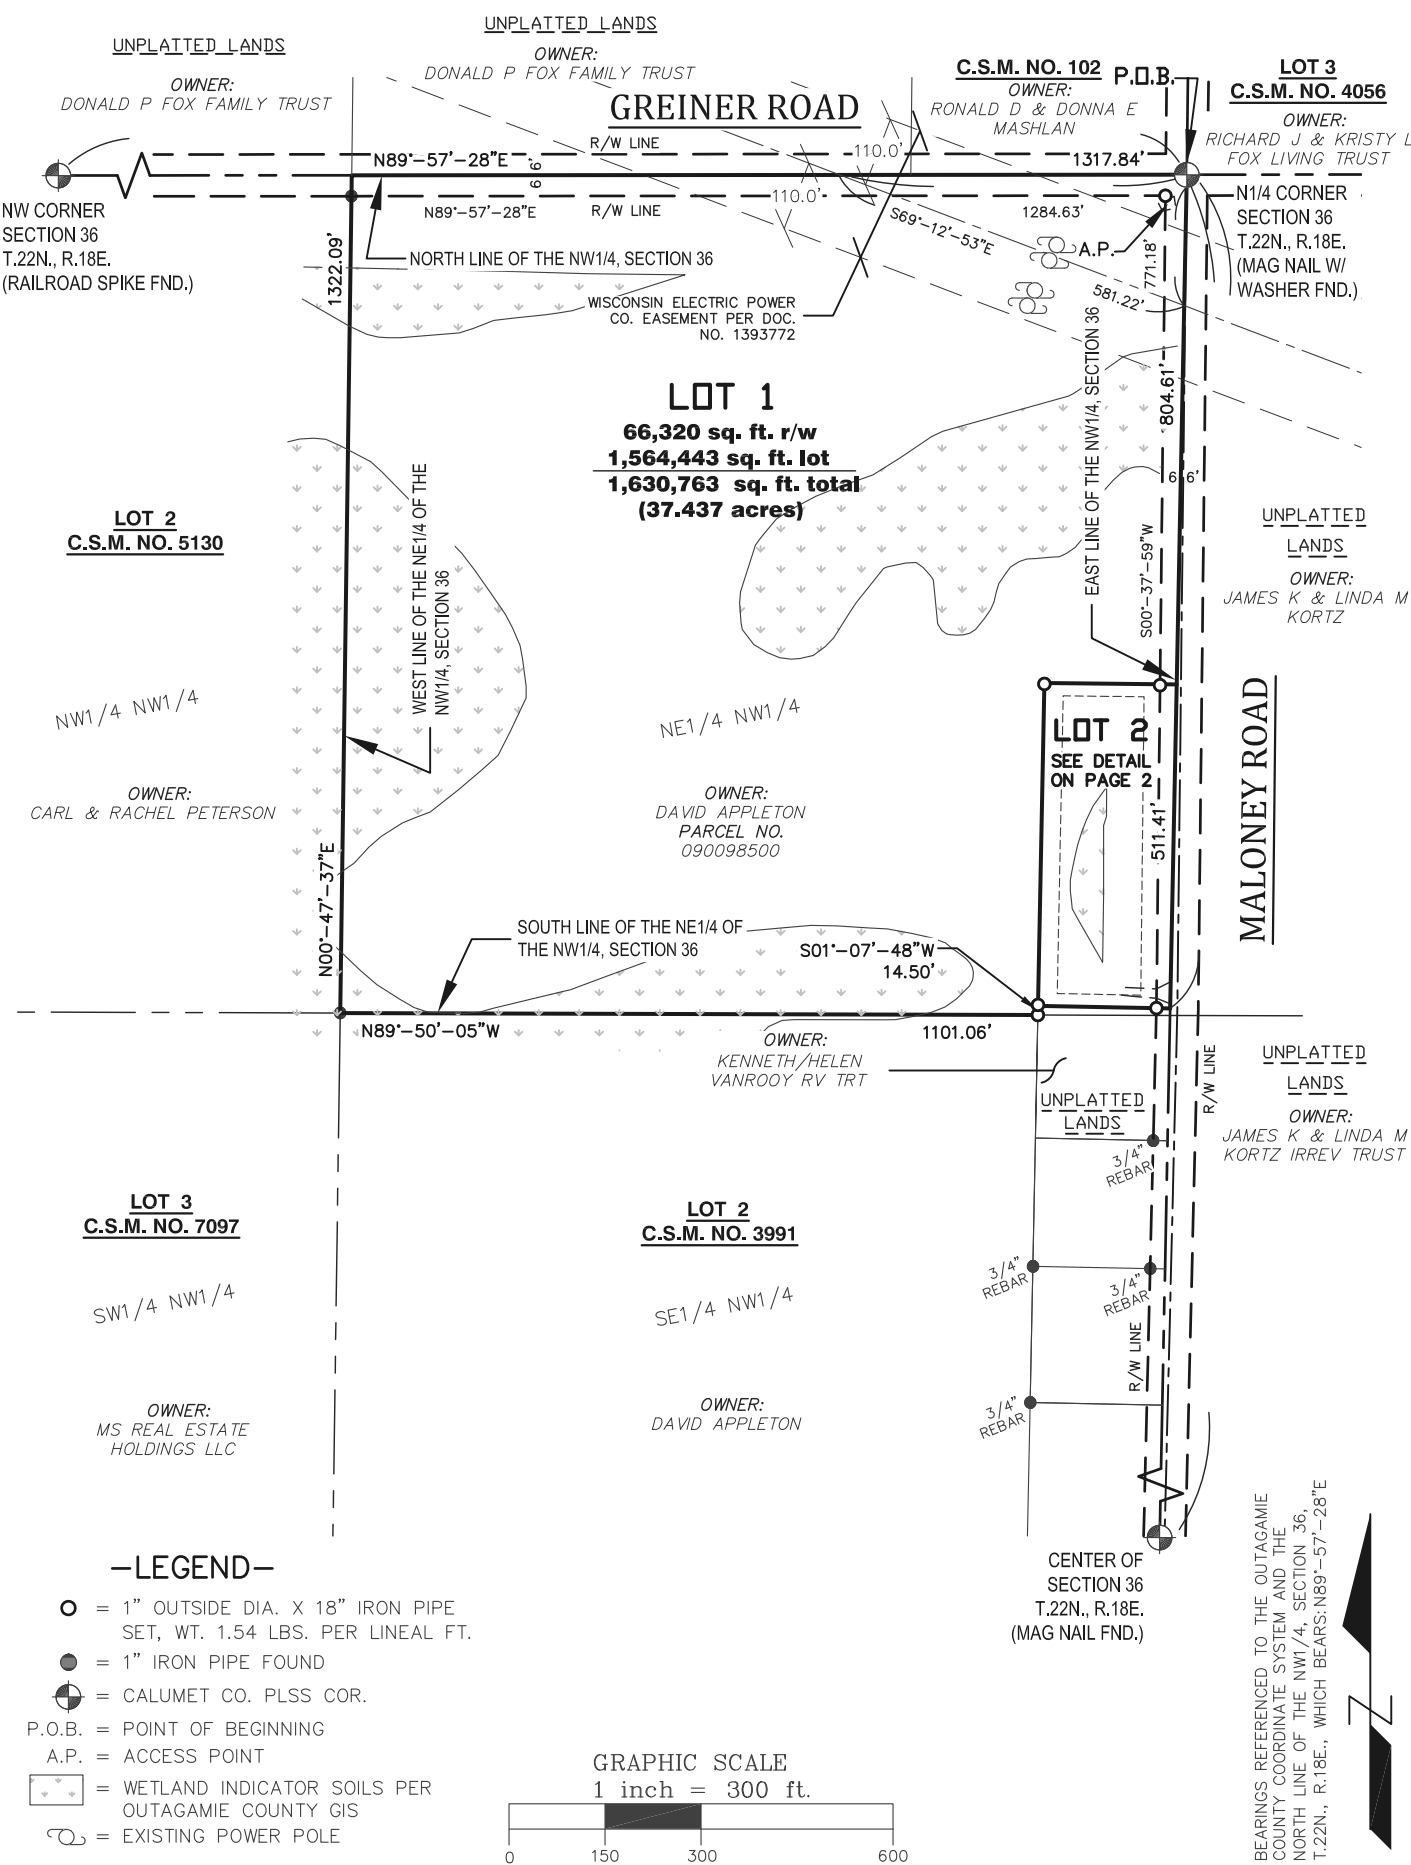 UNPLATTED LANDS
OWNER:
DONALD P FOX FAMILY TRUST
UNPLATTED LANDS
OWNER:
DONALD P FOX FAMILY TRUST
GREINER ROAD
C.S.M. NO. 102
OWNER:
RONALD D & DONNA E
MASHLAN
P.O.B.
LOT 3
C.S.M. NO. 4056
OWNER:
RICHARD J & KRISTY L
FOX LIVING TRUST
N89°-57'-28"E
R/W LINE
110.0'
1317.84'
66'
110.0'
N89°-57'-28"E
R/W LINE
1284.63'
NW CORNER
SECTION 36
T.22N., R.18E.
(RAILROAD SPIKE FND.)
N1/4 CORNER
SECTION 36
T.22N., R.18E.
(MAG NAIL W/
WASHER FND.)
1322.09'
NORTH LINE OF THE NW1/4, SECTION 36
S69°-12'-53"E
A.P.
771.18'
581.22'
WISCONSIN ELECTRIC POWER
CO. EASEMENT PER DOC.
NO. 1393772
EAST LINE OF THE NW1/4, SECTION 36
804.61'
66'
S00°-37'-59"W
LOT 1
66,320 sq. ft. r/w
1,564,443 sq. ft. lot
1,630,763 sq. ft. total
(37.437 acres)
LOT 2
C.S.M. NO. 5130
WEST LINE OF THE NE1/4 OF THE
NW1/4, SECTION 36
UNPLATTED
LANDS
OWNER:
JAMES K & LINDA M
KORTZ
NW1/4 NW1/4
NE1/4 NW1/4
LOT 2
SEE DETAIL
ON PAGE 2
511.41'
MALONEY ROAD
OWNER:
CARL & RACHEL PETERSON
OWNER:
DAVID APPLETON
PARCEL NO.
090098500
N00°-47'-37"E
SOUTH LINE OF THE NE1/4 OF
THE NW1/4, SECTION 36
S01°-07'-48"W
14.50'
N89°-50'-05"W
1101.06'
OWNER:
KENNETH/HELEN
VANROOY RV TRT
UNPLATTED
LANDS
R/W LINE
UNPLATTED
LANDS
OWNER:
JAMES K & LINDA M
KORTZ IRREV TRUST
3/4"
REBAR
LOT 3
C.S.M. NO. 7097
LOT 2
C.S.M. NO. 3991
3/4"
REBAR
3/4"
REBAR
SW1/4 NW1/4
SE1/4 NW1/4
R/W LINE
OWNER:
MS REAL ESTATE
HOLDINGS LLC
OWNER:
DAVID APPLETON
3/4"
REBAR
CENTER OF
SECTION 36
T.22N., R.18E.
(MAG NAIL FND.)
-LEGEND-
= 1" OUTSIDE DIA. X 18" IRON PIPE
SET, WT. 1.54 LBS. PER LINEAL FT.
= 1" IRON PIPE FOUND
= CALUMET CO. PLSS COR.
P.O.B. = POINT OF BEGINNING
A.P. = ACCESS POINT
= WETLAND INDICATOR SOILS PER
OUTAGAMIE COUNTY GIS
= EXISTING POWER POLE
GRAPHIC SCALE
1 inch = 300 ft.
0 150 300 600
BEARINGS REFERENCED TO THE OUTAGAMIE
COUNTY COORDINATE SYSTEM AND THE
NORTH LINE OF THE NW1/4, SECTION 36,
T.22N., R.18E., WHICH BEARS: N89°-57'-28"E
N